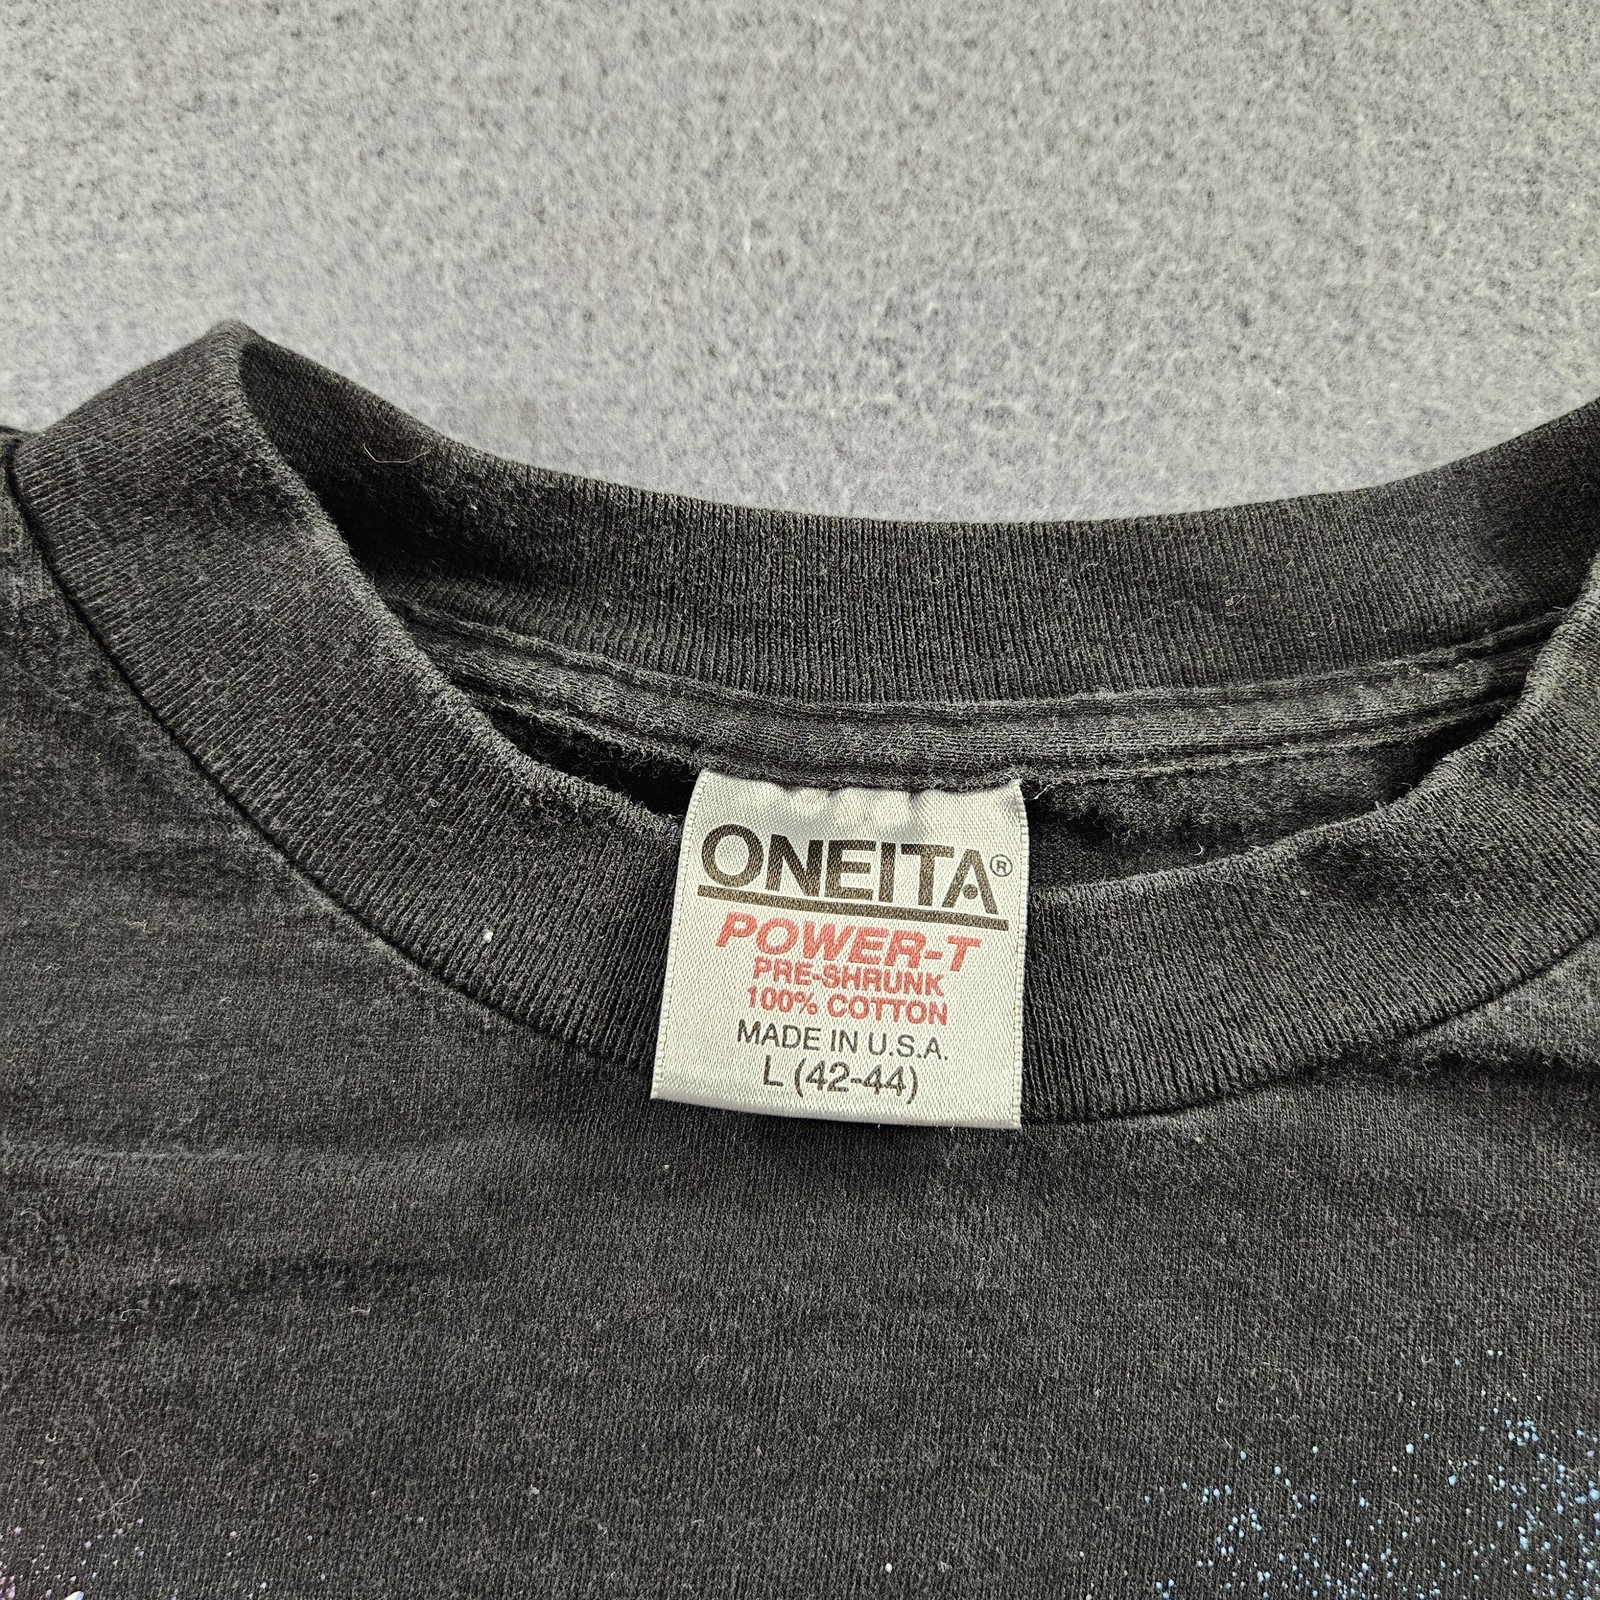 ONEITA®
POWER-T
PRE-SHRUNK
100% COTTON
MADE IN U.S.A.
L (42-44)